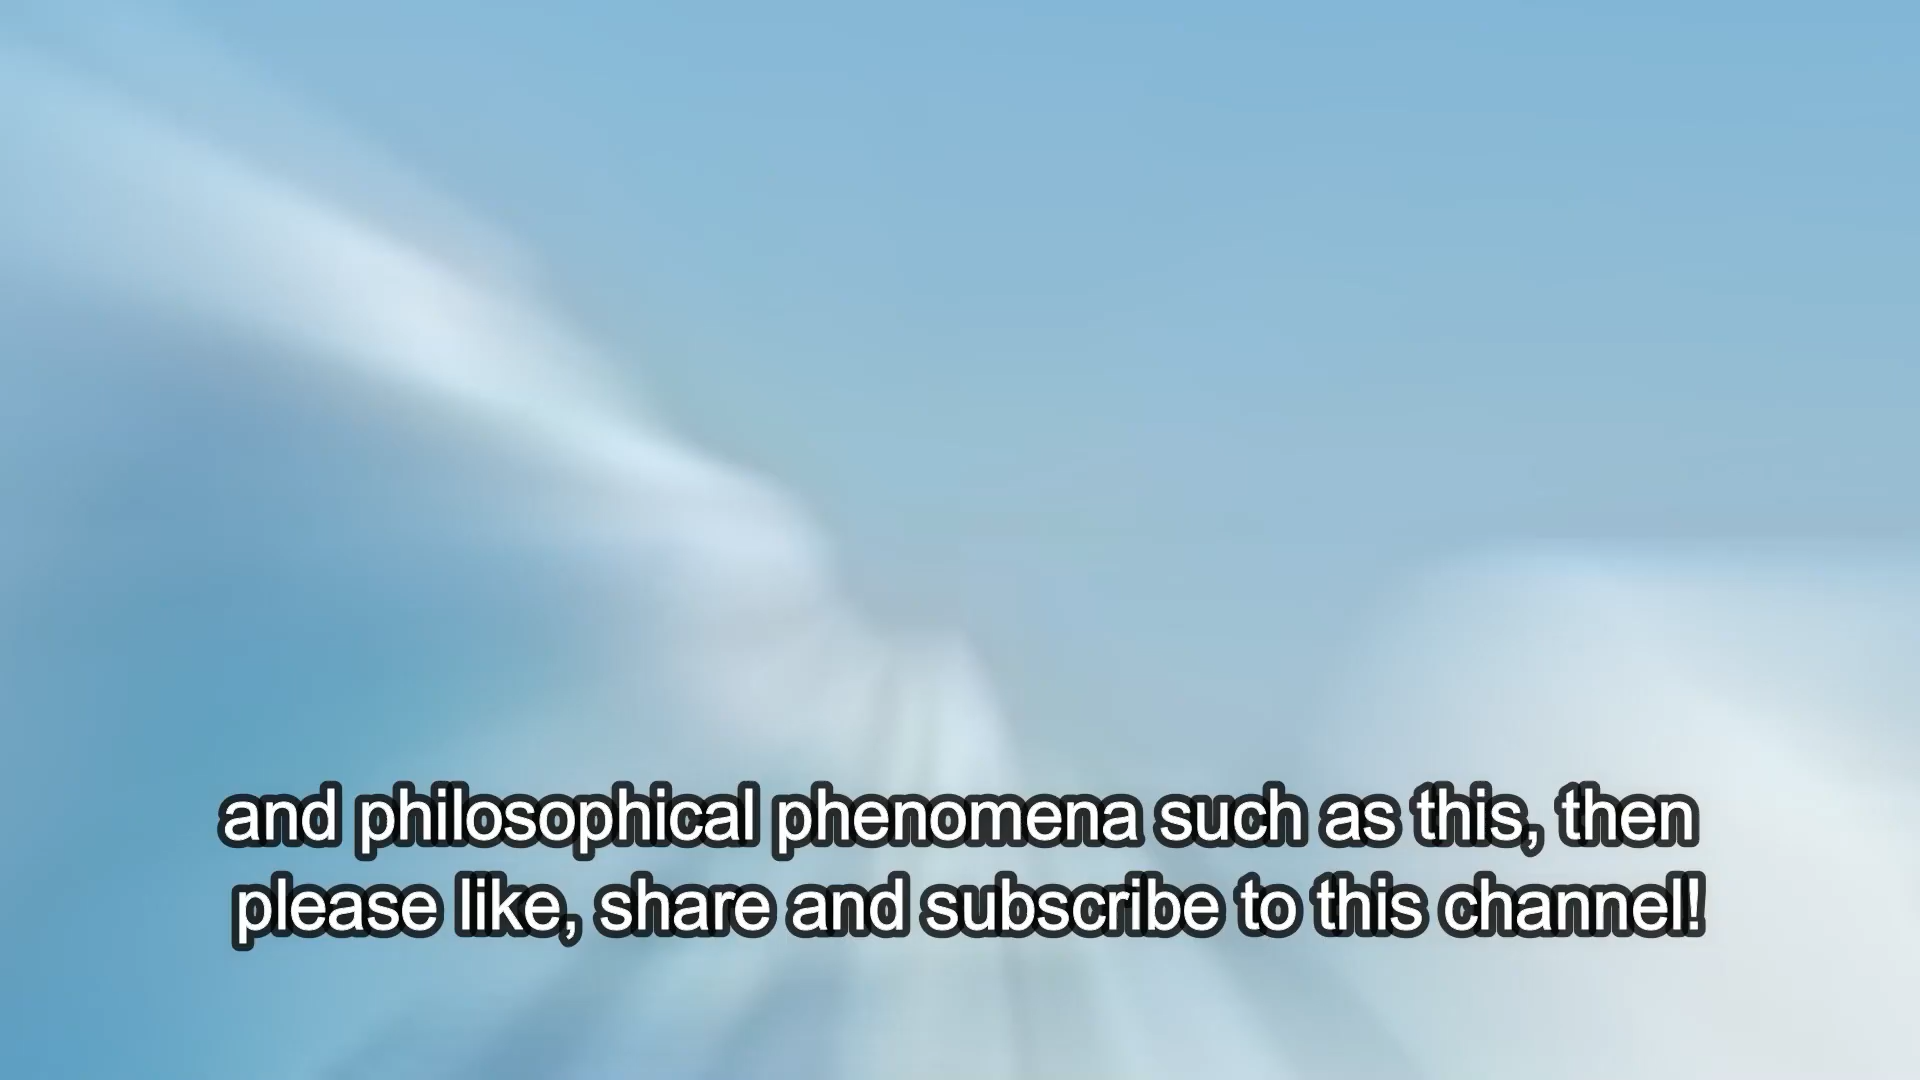 and philosophical phenomena such as this, then
please like, share and subscribe to this channel!